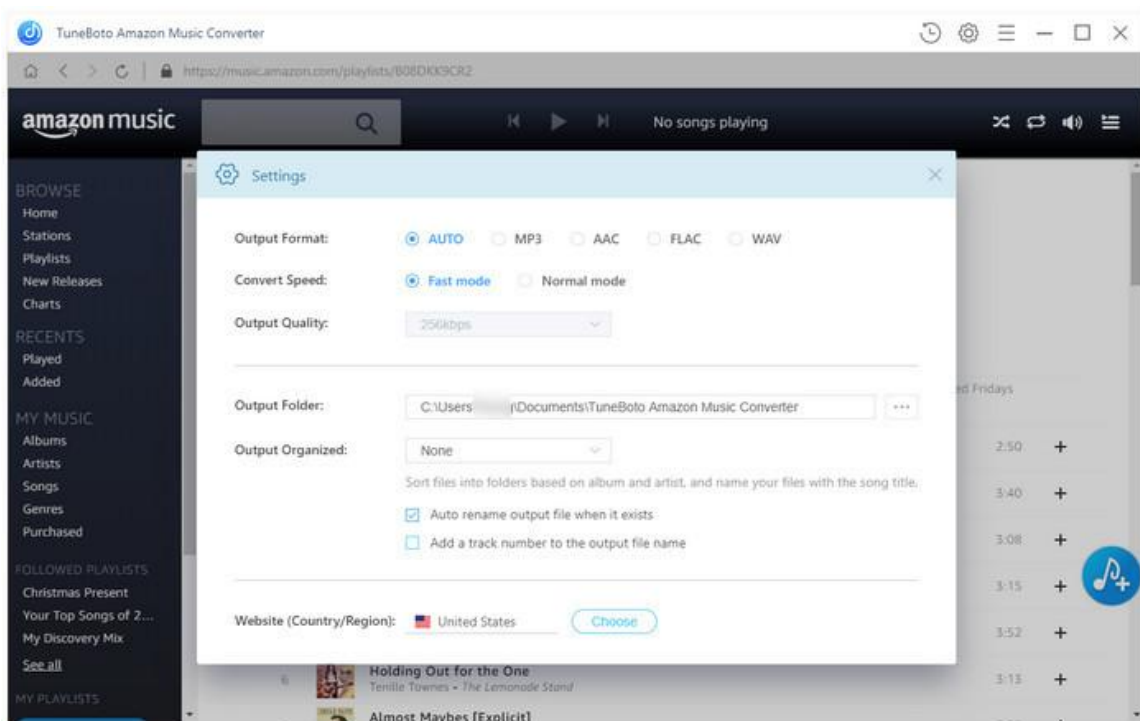 TuneBoto Amazon Music Converter
https://music.amazon.com/playlists/B08DKK9CR2
amazon music
No songs playing
BROWSE
Home
Stations
Playlists
New Releases
Charts
RECENTS
Played
Added
MY MUSIC
Albums
Artists
Songs
Genres
Purchased
FOLLOWED PLAYLISTS
Christmas Present
Your Top Songs of 2...
My Discovery Mix
See all
MY PLAYLISTS
Settings
Output Format: AUTO MP3 AAC FLAC WAV
Convert Speed: Fast mode Normal mode
Output Quality: 256kbps
Output Folder: C:\Users \Documents\TuneBoto Amazon Music Converter ...
Output Organized: None
Sort files into folders based on album and artist, and name your files with the song title.
Auto rename output file when it exists
Add a track number to the output file name
Website (Country/Region): United States Choose
Fridays
2:50 +
3:40 +
3:08 +
3:15 +
3:52 +
6 Holding Out for the One 3:13 +
Tenille Townes - The Lemonade Stand
Almost Maybes [Explicit]